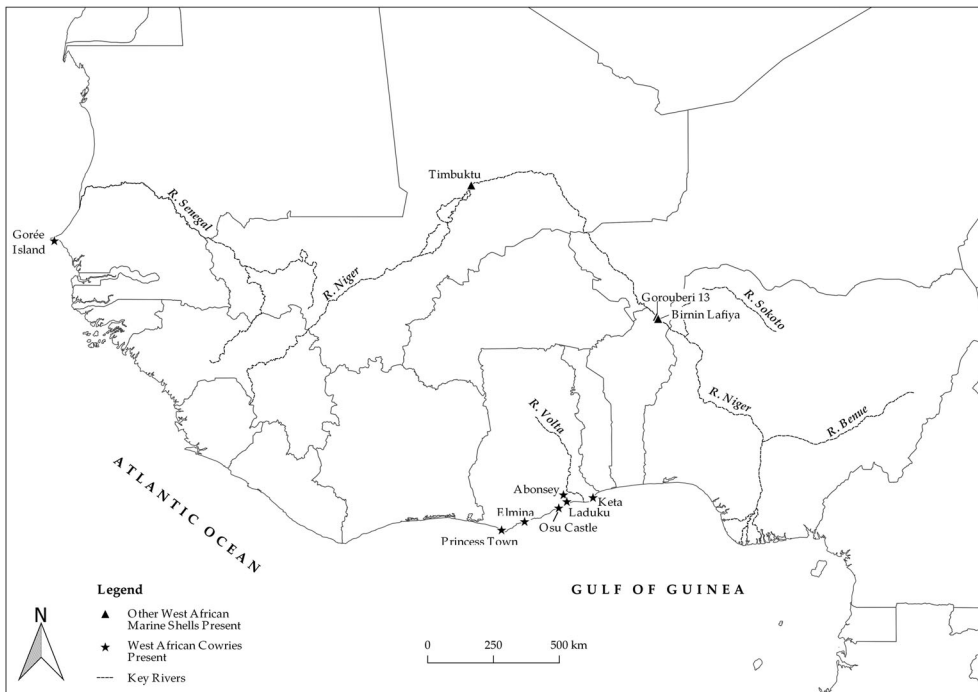 Timbuktu
R. Senegal
Gorée
Island
R. Niger
Gorouberi 13
Birnin Lafiya
R. Sokoto
R. Niger
R. Volta
R. Benue
Abonsey
Keta
Laduku
Elmina
Osu Castle
Princess Town
ATLANTIC OCEAN
GULF OF GUINEA
Legend
Other West African
Marine Shells Present
West African Cowries
Present
Key Rivers
N
0 250 500 km